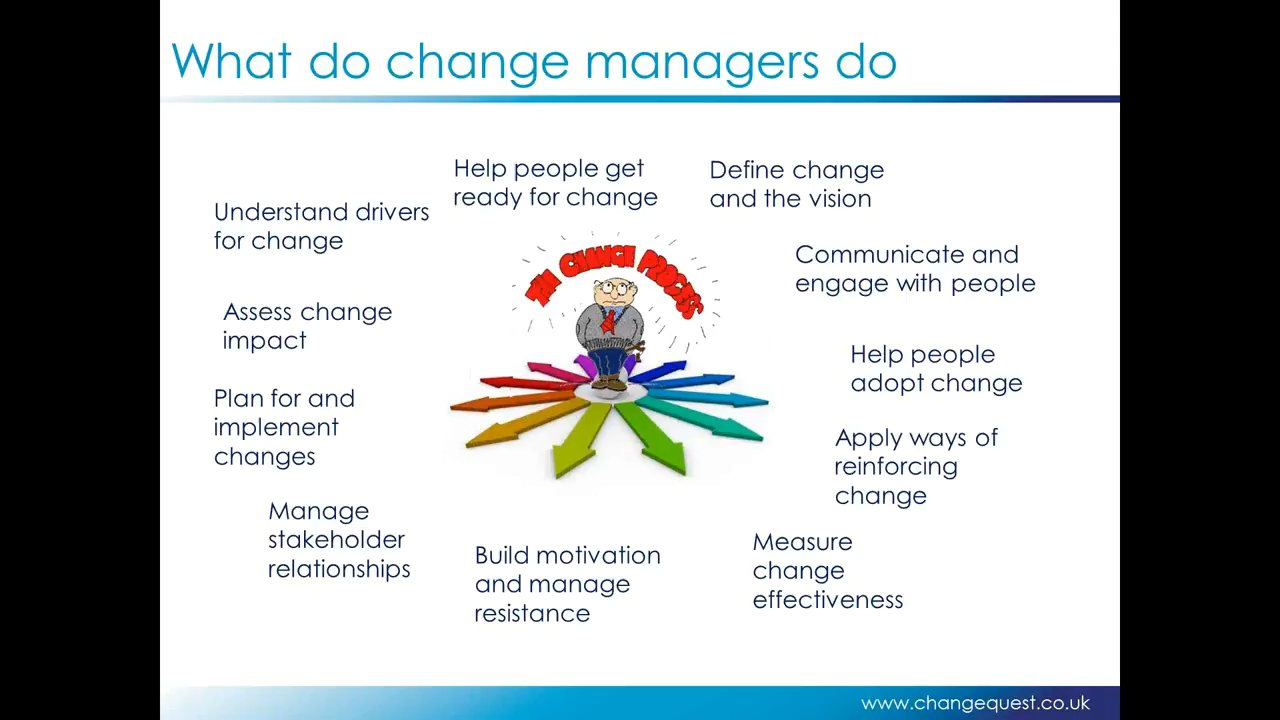 What do change managers do
Help people get
ready for change
Define change
and the vision
Understand drivers
for change
Communicate and
engage with people
THE CHANGE PROCESS
Assess change
impact
Help people
adopt change
Plan for and
implement
changes
Apply ways of
reinforcing
change
Manage
stakeholder
relationships
Build motivation
and manage
resistance
Measure
change
effectiveness
www.changequest.co.uk